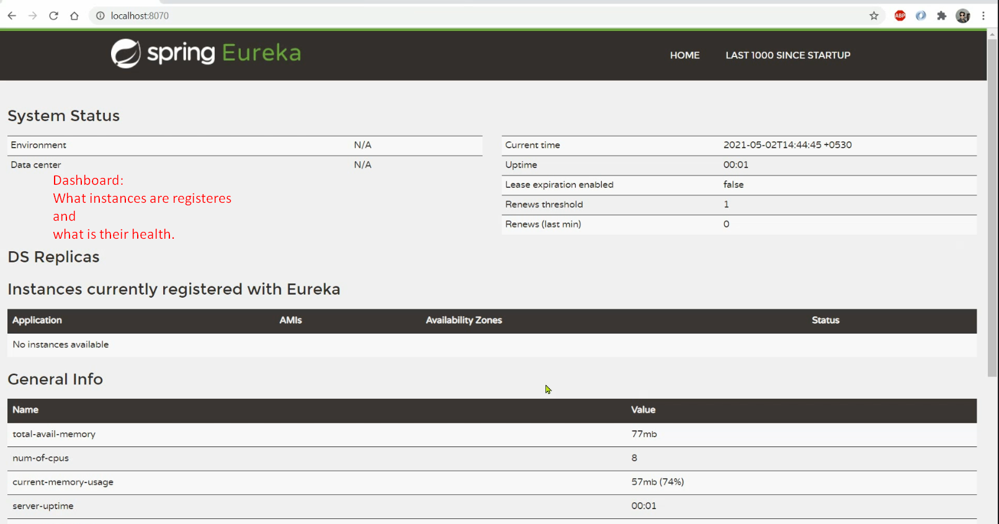 localhost:8070
ABP
spring Eureka
HOME LAST 1000 SINCE STARTUP
System Status
Environment N/A
Data center N/A
Current time 2021-05-02T14:44:45 +0530
Uptime 00:01
Lease expiration enabled false
Renews threshold 1
Renews (last min) 0
Dashboard:
What instances are registeres
and
what is their health.
DS Replicas
Instances currently registered with Eureka
Application AMIs Availability Zones Status
No instances available
General Info
Name Value
total-avail-memory 77mb
num-of-cpus 8
current-memory-usage 57mb (74%)
server-uptime 00:01